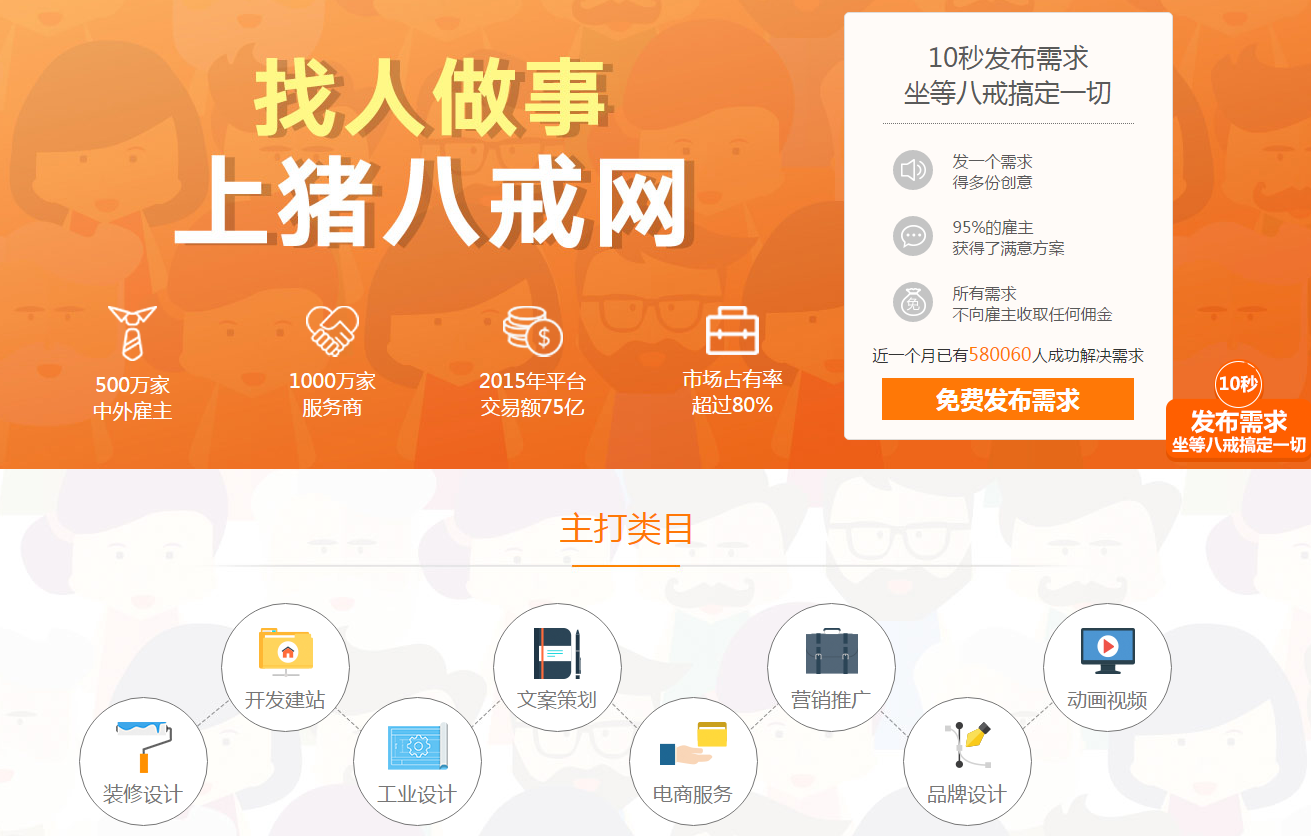 找人做事
上猪八戒网
500万家
中外雇主
1000万家
服务商
2015年平台
交易额75亿
市场占有率
超过80%
10秒发布需求
坐等八戒搞定一切
发一个需求
得多份创意
95%的雇主
获得了满意方案
免
所有需求
不向雇主收取任何佣金
近一个月已有580060人成功解决需求
免费发布需求
10秒
发布需求
坐等八戒搞定一切
主打类目
装修设计
开发建站
工业设计
文案策划
电商服务
营销推广
品牌设计
动画视频